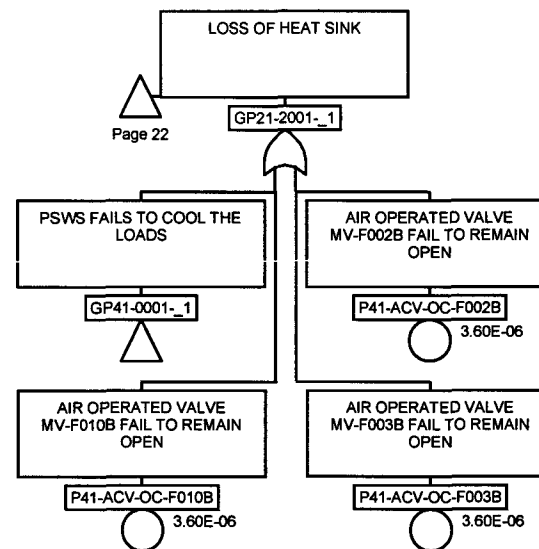 LOSS OF HEAT SINK
Page 22
GP21-2001-_1
PSWS FAILS TO COOL THE
LOADS
GP41-0001-_1
AIR OPERATED VALVE
MV-F002B FAIL TO REMAIN
OPEN
P41-ACV-OC-F002B
3.60E-06
AIR OPERATED VALVE
MV-F010B FAIL TO REMAIN
OPEN
P41-ACV-OC-F010B
3.60E-06
AIR OPERATED VALVE
MV-F003B FAIL TO REMAIN
OPEN
P41-ACV-OC-F003B
3.60E-06